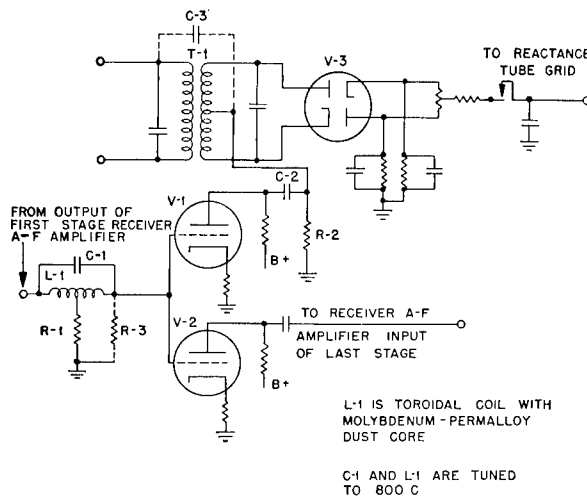 C-3'
T-1
V-3
TO REACTANCE
TUBE GRID
C-2
V-1
R-2
B+
FROM OUTPUT OF
FIRST STAGE RECEIVER
A-F AMPLIFIER
C-1
L-1
R-1
R-3
V-2
B+
TO RECEIVER A-F
AMPLIFIER INPUT
OF LAST STAGE
L-1 IS TOROIDAL COIL WITH
MOLYBDENUM-PERMALLOY
DUST CORE
C-1 AND L-1 ARE TUNED
TO 800 C